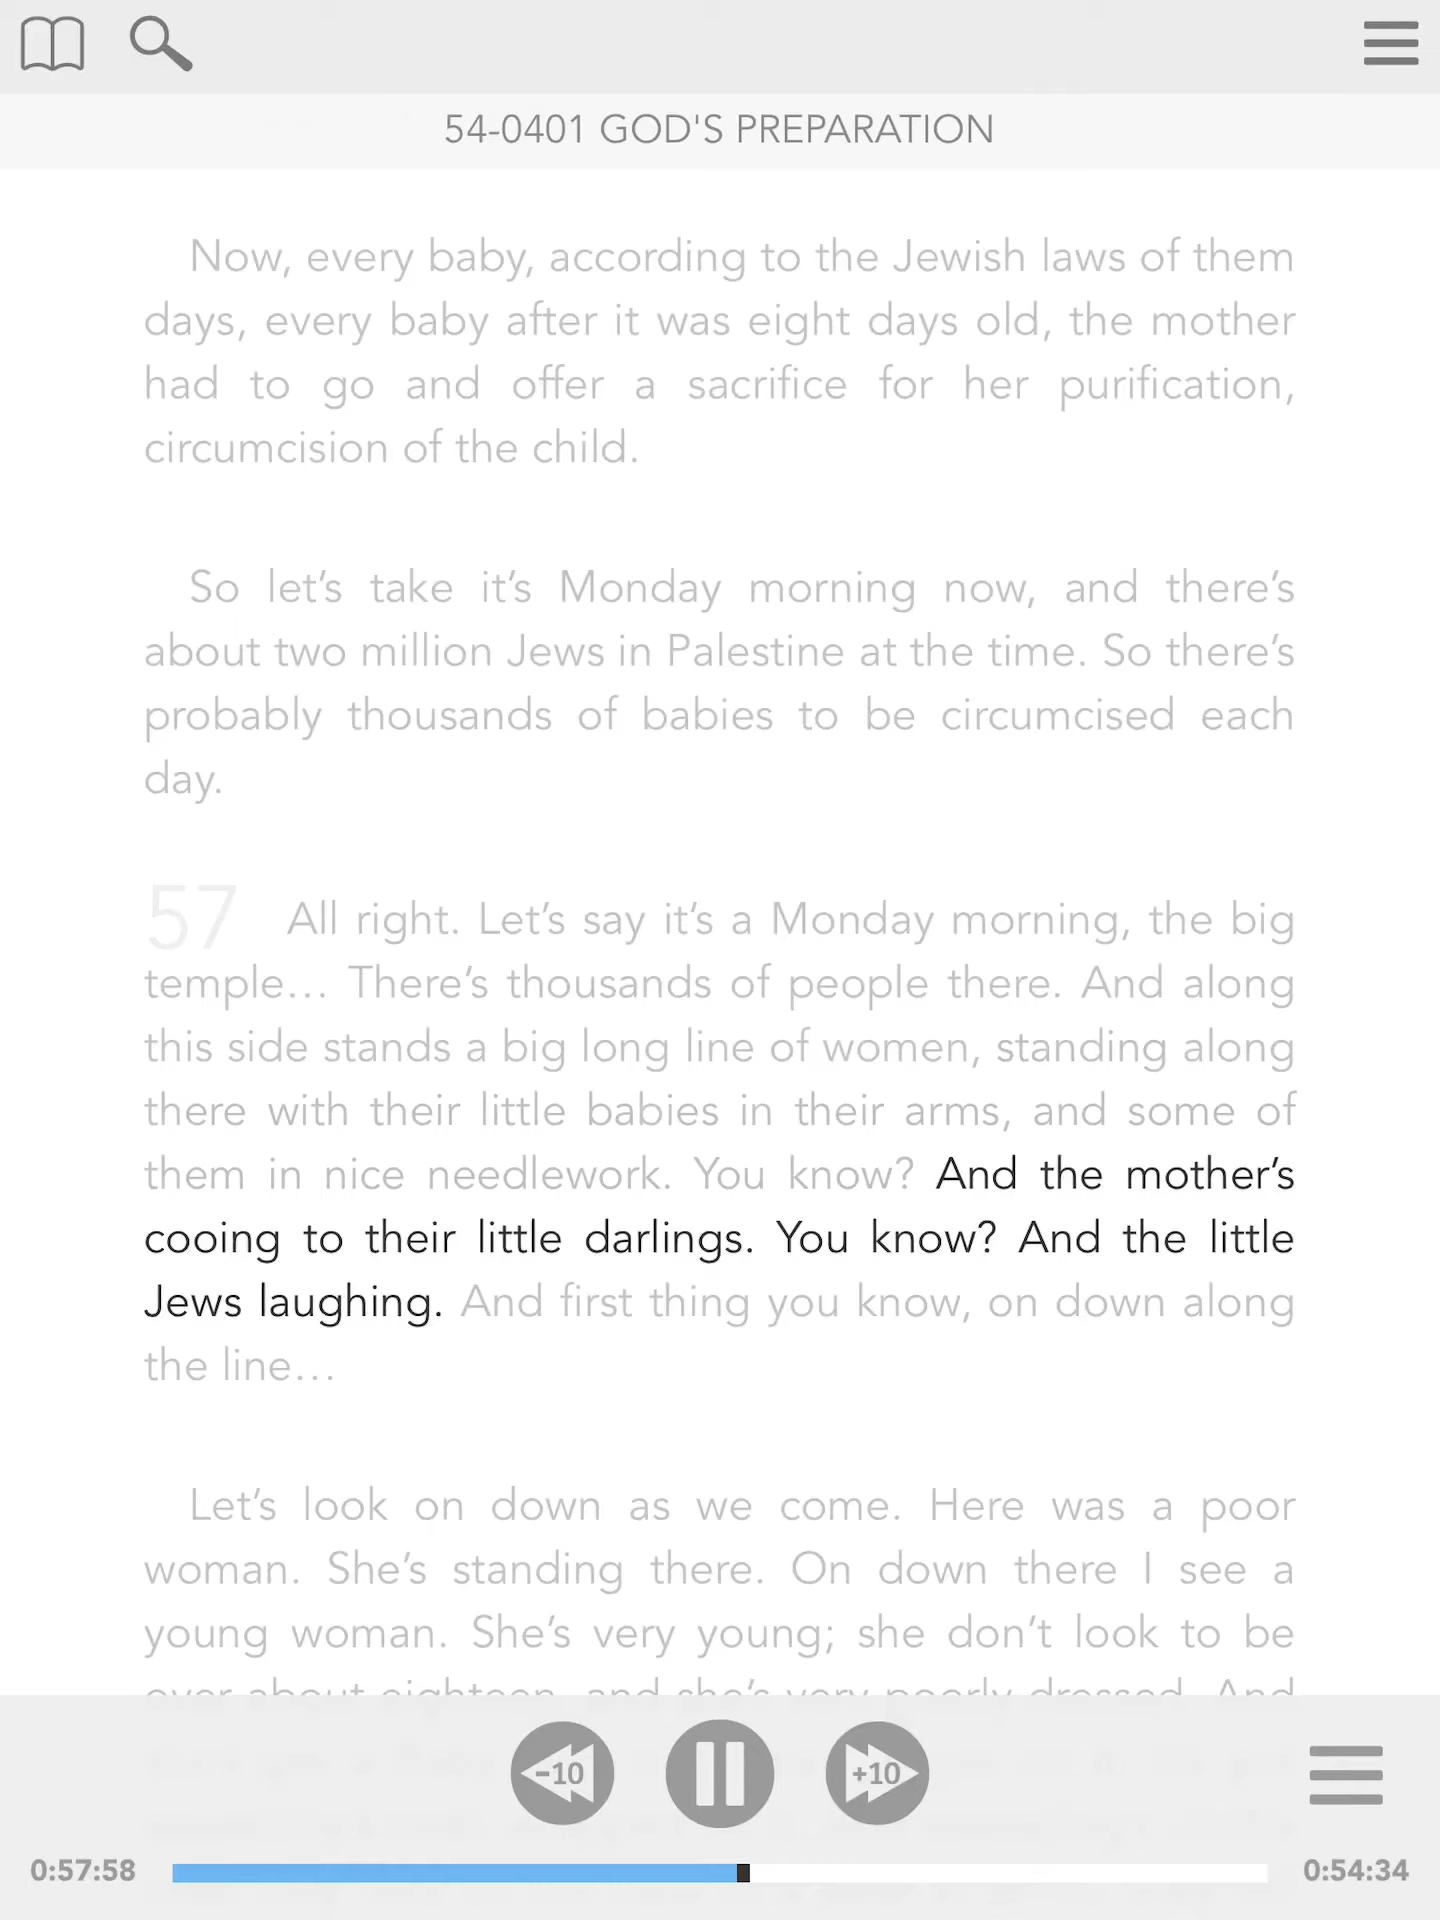 54-0401 GOD'S PREPARATION
Now, every baby, according to the Jewish laws of them
days, every baby after it was eight days old, the mother
had to go and offer a sacrifice for her purification,
circumcision of the child.
So let’s take it’s Monday morning now, and there’s
about two million Jews in Palestine at the time. So there’s
probably thousands of babies to be circumcised each
day.
57 All right. Let’s say it’s a Monday morning, the big
temple… There’s thousands of people there. And along
this side stands a big long line of women, standing along
there with their little babies in their arms, and some of
them in nice needlework. You know? And the mother’s
cooing to their little darlings. You know? And the little
Jews laughing. And first thing you know, on down along
the line…
Let’s look on down as we come. Here was a poor
woman. She’s standing there. On down there I see a
young woman. She’s very young; she don’t look to be
over about eighteen, and she’s very poorly dressed. And
-10 +10
0:57:58 0:54:34